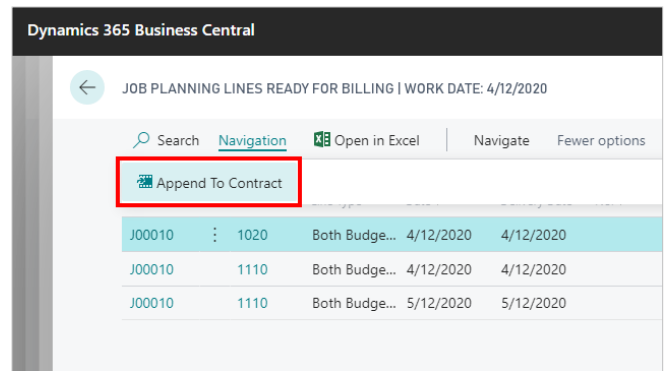 Dynamics 365 Business Central
JOB PLANNING LINES READY FOR BILLING | WORK DATE: 4/12/2020
Search Navigation Open in Excel Navigate Fewer options
Append To Contract
J00010 1020 Both Budge... 4/12/2020 4/12/2020
J00010 1110 Both Budge... 4/12/2020 4/12/2020
J00010 1110 Both Budge... 5/12/2020 5/12/2020